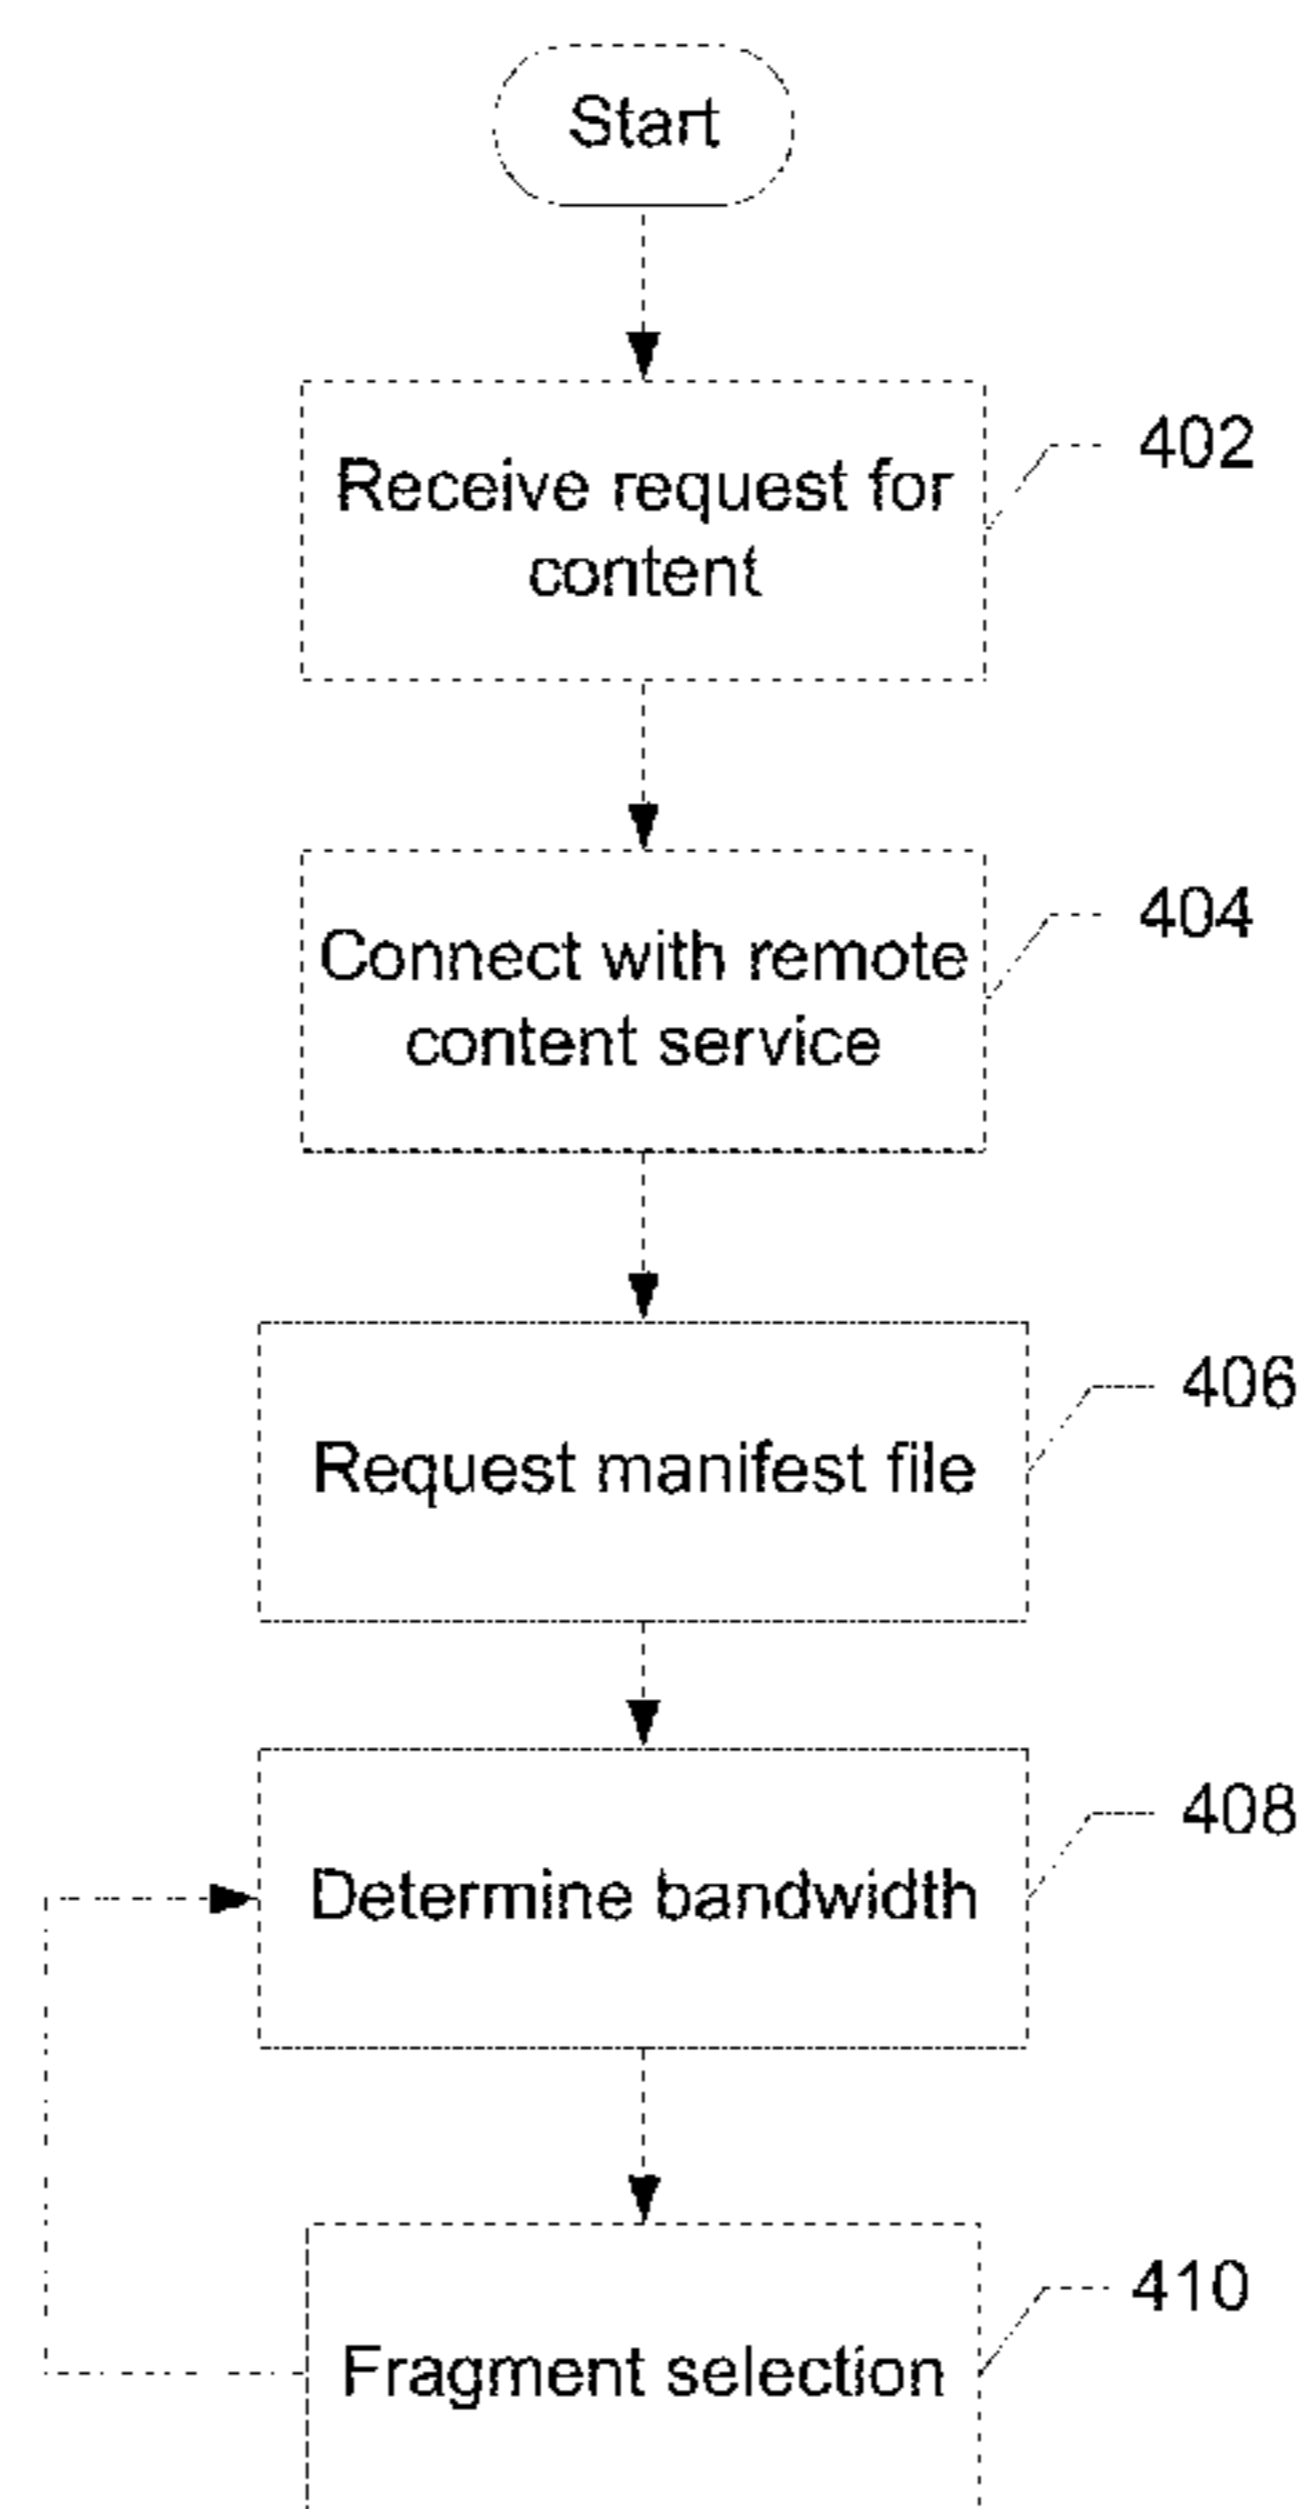 Start
Receive request for
content
402
Connect with remote
content service
404
Request manifest file
406
Determine bandwidth
408
Fragment selection
410